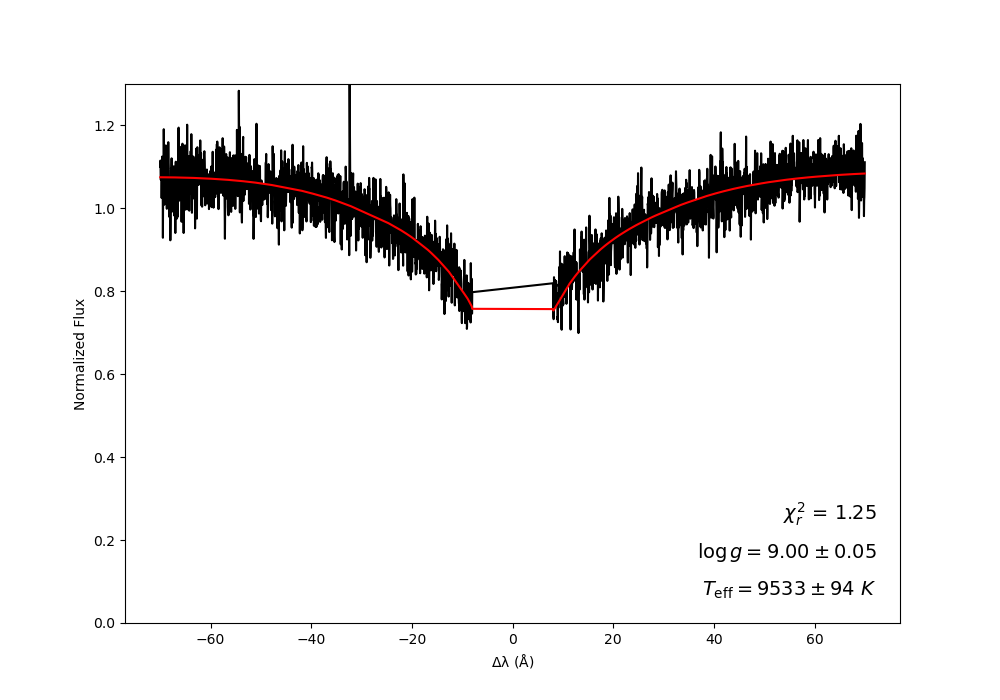 1.2
1.0
0.8
0.6
0.4
0.2
0.0
Normalized Flux
χ²ᵣ = 1.25
log g = 9.00 ± 0.05
T_eff = 9533 ± 94 K
−60 −40 −20 0 20 40 60
Δλ (Å)